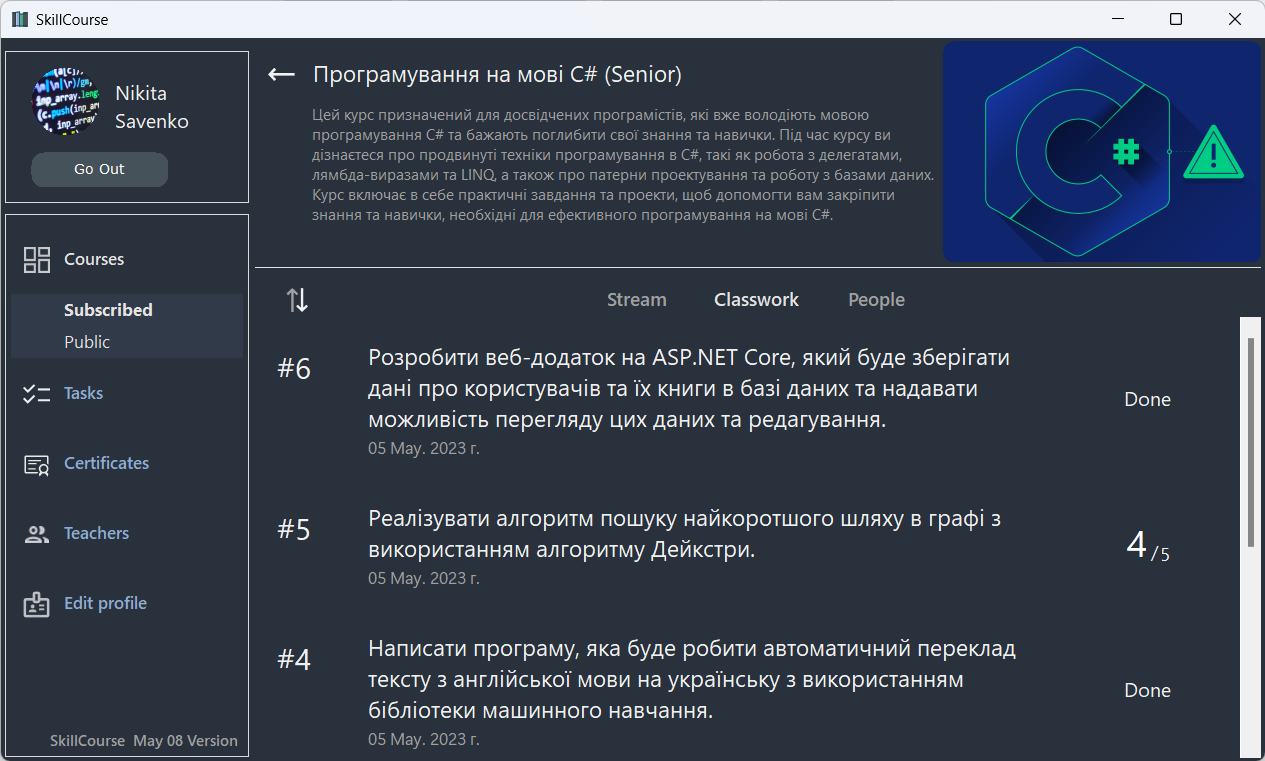 SkillCourse
Nikita
Savenko
Go Out
Courses
Subscribed
Public
Tasks
Certificates
Teachers
Edit profile
SkillCourse May 08 Version
Програмування на мові C# (Senior)
Цей курс призначений для досвідчених програмістів, які вже володіють мовою
програмування C# та бажають поглибити свої знання та навички. Під час курсу ви
дізнаєтеся про продвинуті техніки програмування в C#, такі як робота з делегатами,
лямбда-виразами та LINQ, а також про патерни проектування та роботу з базами даних.
Курс включає в себе практичні завдання та проекти, щоб допомогти вам закріпити
знання та навички, необхідні для ефективного програмування на мові C#.
C#
Stream Classwork People
#6
Розробити веб-додаток на ASP.NET Core, який буде зберігати
дані про користувачів та їх книги в базі даних та надавати
можливість перегляду цих даних та редагування.
05 May. 2023 г.
Done
#5
Реалізувати алгоритм пошуку найкоротшого шляху в графі з
використанням алгоритму Дейкстри.
05 May. 2023 г.
4/5
#4
Написати програму, яка буде робити автоматичний переклад
тексту з англійської мови на українську з використанням
бібліотеки машинного навчання.
05 May. 2023 г.
Done